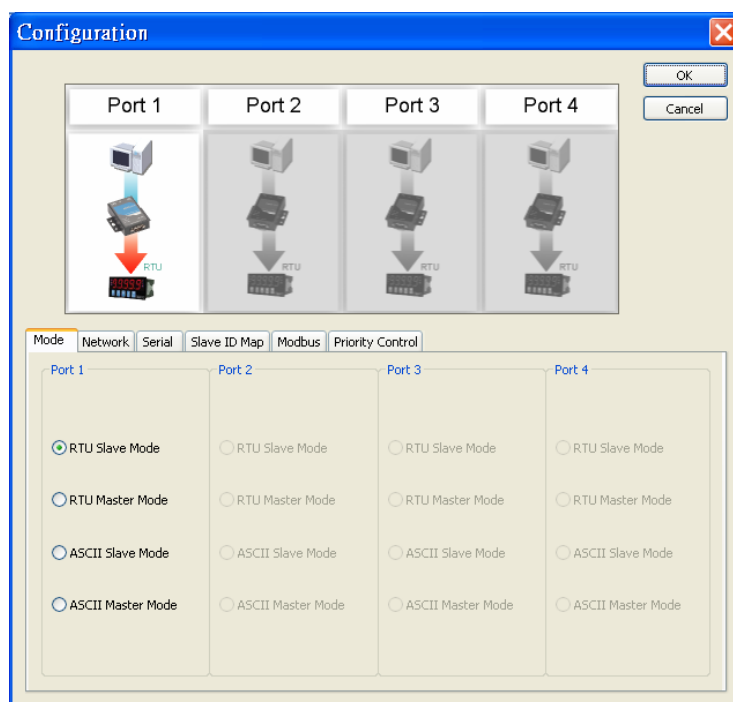 Configuration
OK
Cancel
Port 1 Port 2 Port 3 Port 4
RTU RTU RTU RTU
Mode Network Serial Slave ID Map Modbus Priority Control
Port 1 Port 2 Port 3 Port 4
RTU Slave Mode RTU Slave Mode RTU Slave Mode RTU Slave Mode
RTU Master Mode RTU Master Mode RTU Master Mode RTU Master Mode
ASCII Slave Mode ASCII Slave Mode ASCII Slave Mode ASCII Slave Mode
ASCII Master Mode ASCII Master Mode ASCII Master Mode ASCII Master Mode